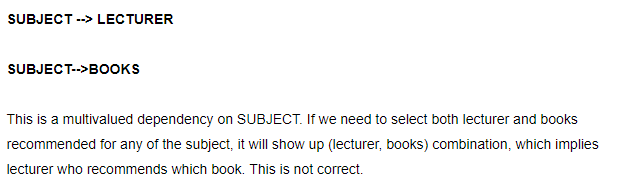 SUBJECT --> LECTURER
SUBJECT-->BOOKS
This is a multivalued dependency on SUBJECT. If we need to select both lecturer and books
recommended for any of the subject, it will show up (lecturer, books) combination, which implies
lecturer who recommends which book. This is not correct.